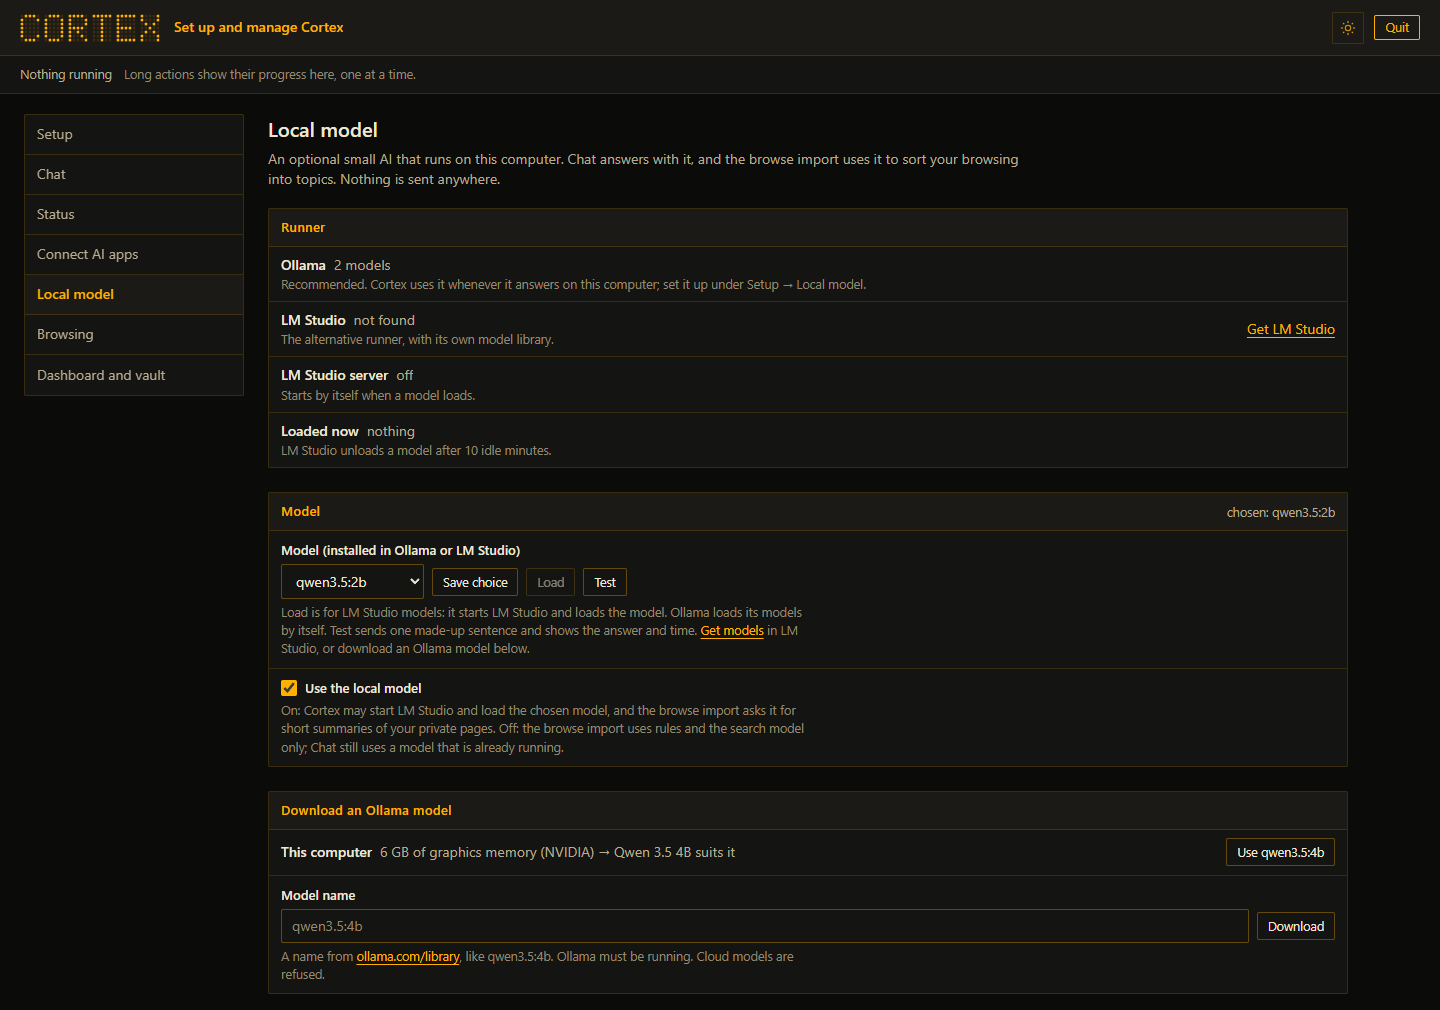 CORTEX Set up and manage Cortex
Quit
Nothing running Long actions show their progress here, one at a time.
Setup
Chat
Status
Connect AI apps
Local model
Browsing
Dashboard and vault
Local model
An optional small AI that runs on this computer. Chat answers with it, and the browse import uses it to sort your browsing
into topics. Nothing is sent anywhere.
Runner
Ollama 2 models
Recommended. Cortex uses it whenever it answers on this computer; set it up under Setup → Local model.
LM Studio not found
The alternative runner, with its own model library.
Get LM Studio
LM Studio server off
Starts by itself when a model loads.
Loaded now nothing
LM Studio unloads a model after 10 idle minutes.
Model
chosen: qwen3.5:2b
Model (installed in Ollama or LM Studio)
qwen3.5:2b Save choice Load Test
Load is for LM Studio models: it starts LM Studio and loads the model. Ollama loads its models
by itself. Test sends one made-up sentence and shows the answer and time. Get models in LM
Studio, or download an Ollama model below.
Use the local model
On: Cortex may start LM Studio and load the chosen model, and the browse import asks it for
short summaries of your private pages. Off: the browse import uses rules and the search model
only; Chat still uses a model that is already running.
Download an Ollama model
This computer 6 GB of graphics memory (NVIDIA) → Qwen 3.5 4B suits it
Use qwen3.5:4b
Model name
qwen3.5:4b
Download
A name from ollama.com/library, like qwen3.5:4b. Ollama must be running. Cloud models are
refused.